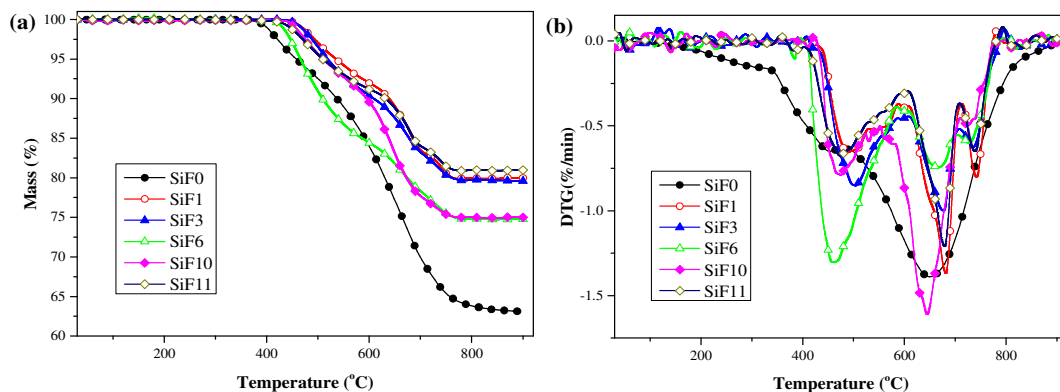 (a)
100
95
90
85
80
75
70
65
60
Mass (%)
SiF0
SiF1
SiF3
SiF6
SiF10
SiF11
200 400 600 800
Temperature (°C)
(b)
0.0
-0.5
-1.0
-1.5
DTG(%/min)
SiF0
SiF1
SiF3
SiF6
SiF10
SiF11
200 400 600 800
Temperature (°C)